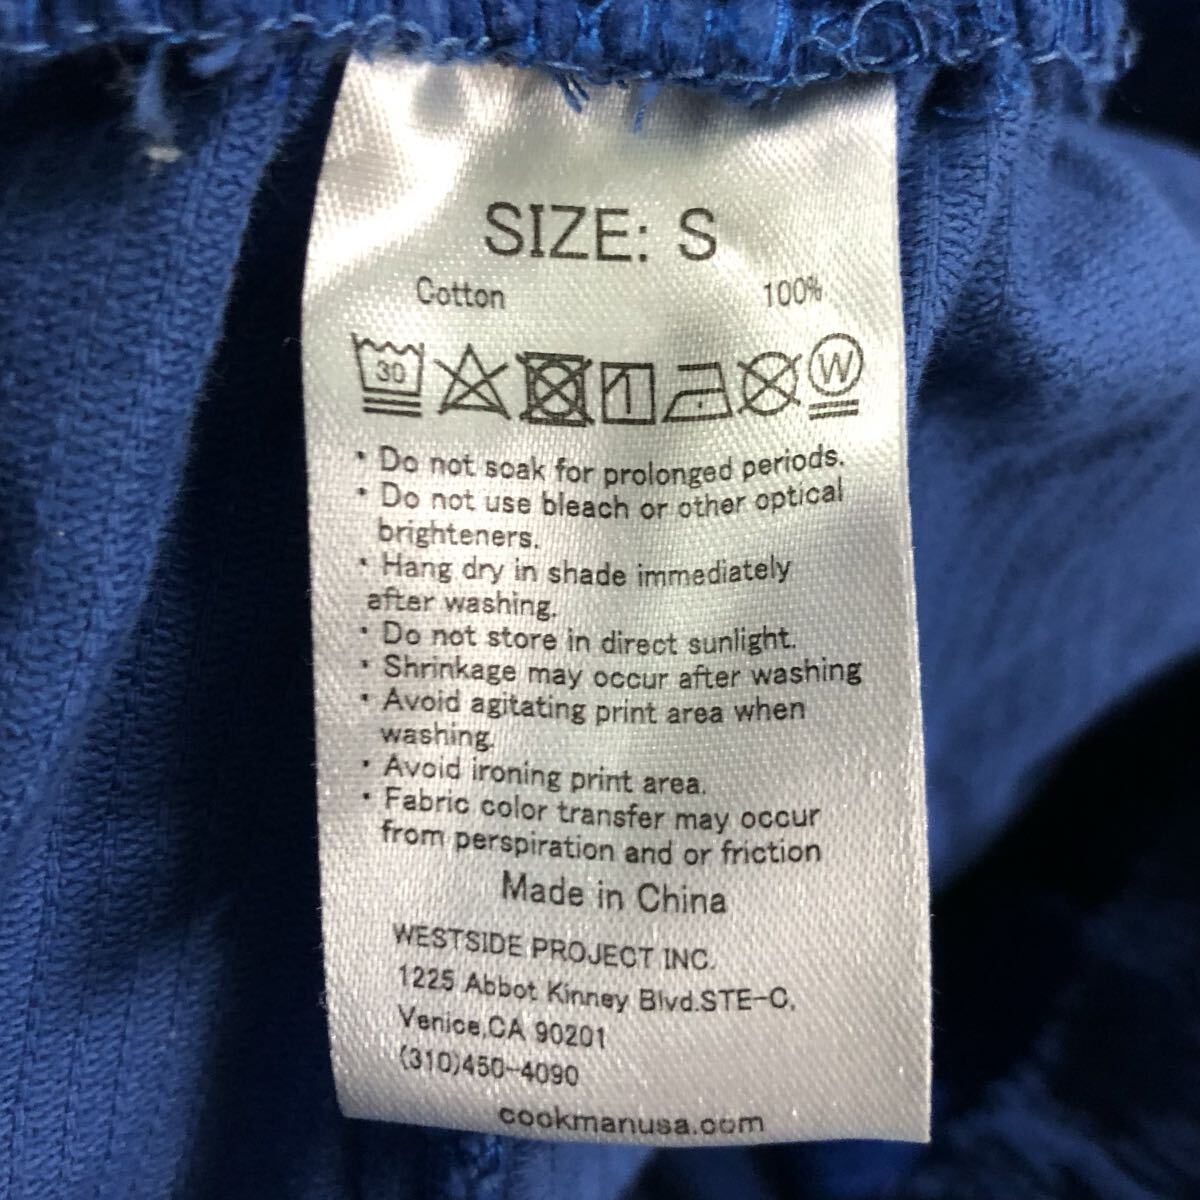 SIZE: S
Cotton 100%
30 W
• Do not soak for prolonged periods.
• Do not use bleach or other optical
brighteners.
• Hang dry in shade immediately
after washing.
• Do not store in direct sunlight.
• Shrinkage may occur after washing
• Avoid agitating print area when
washing.
• Avoid ironing print area.
• Fabric color transfer may occur
from perspiration and or friction
Made in China
WESTSIDE PROJECT INC.
1225 Abbot Kinney Blvd.STE-C,
Venice,CA 90201
(310)450-4090
cookmanusa.com